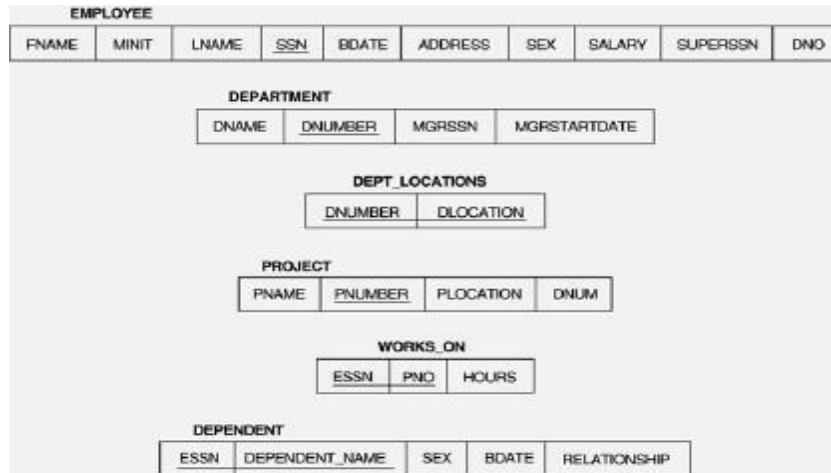 EMPLOYEE
FNAME MINIT LNAME SSN BDATE ADDRESS SEX SALARY SUPERSSN DNO
DEPARTMENT
DNAME DNUMBER MGRSSN MGRSTARTDATE
DEPT_LOCATIONS
DNUMBER DLOCATION
PROJECT
PNAME PNUMBER PLOCATION DNUM
WORKS_ON
ESSN PNO HOURS
DEPENDENT
ESSN DEPENDENT_NAME SEX BDATE RELATIONSHIP